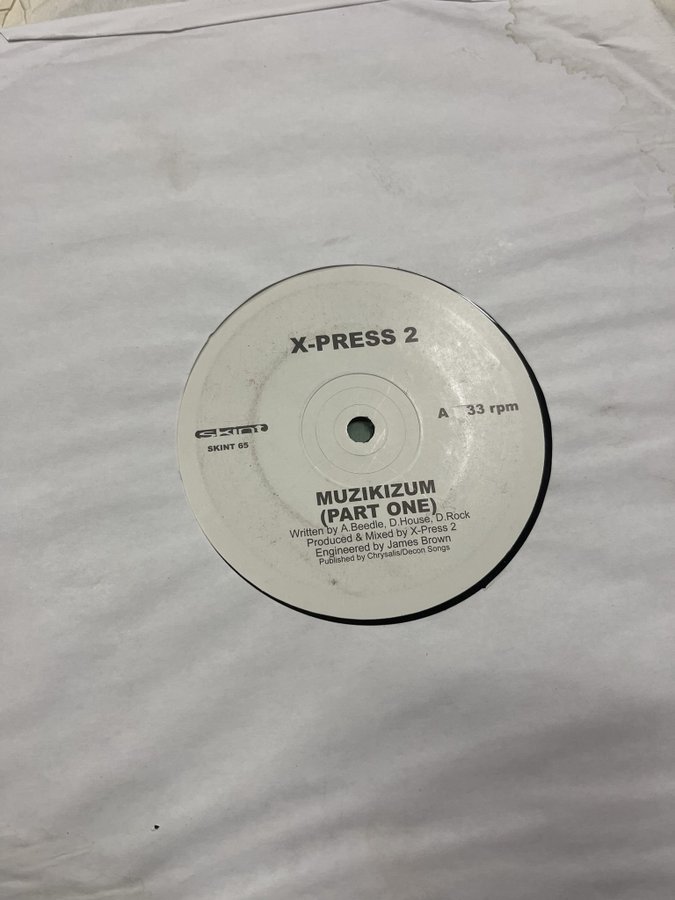 X-PRESS 2
A 33 rpm
skint
SKINT 65
MUZIKIZUM
(PART ONE)
Written by A.Beedle, D.House, D.Rock
Produced & Mixed by X-Press 2
Engineered by James Brown
Published by Chrysalis/Decon Songs